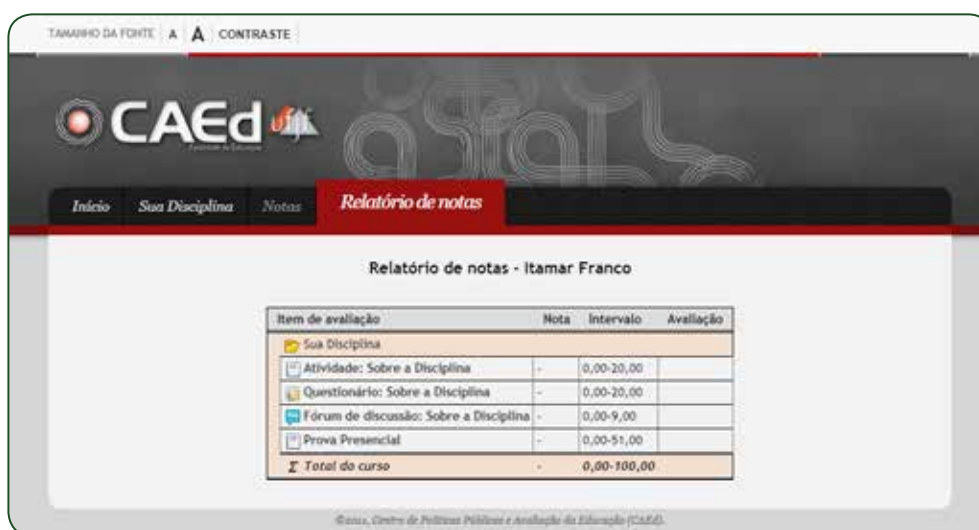 TAMANHO DA FONTE A A CONTRASTE
CAEd ufjf
Início Sua Disciplina Notas Relatório de notas
Relatório de notas - Itamar Franco
Item de avaliação Nota Intervalo Avaliação
Sua Disciplina
Atividade: Sobre a Disciplina - 0,00-20,00
Questionário: Sobre a Disciplina - 0,00-20,00
Fórum de discussão: Sobre a Disciplina - 0,00-9,00
Prova Presencial - 0,00-51,00
Σ Total do curso - 0,00-100,00
Centro de Políticas Públicas e Avaliação da Educação (CAEd).